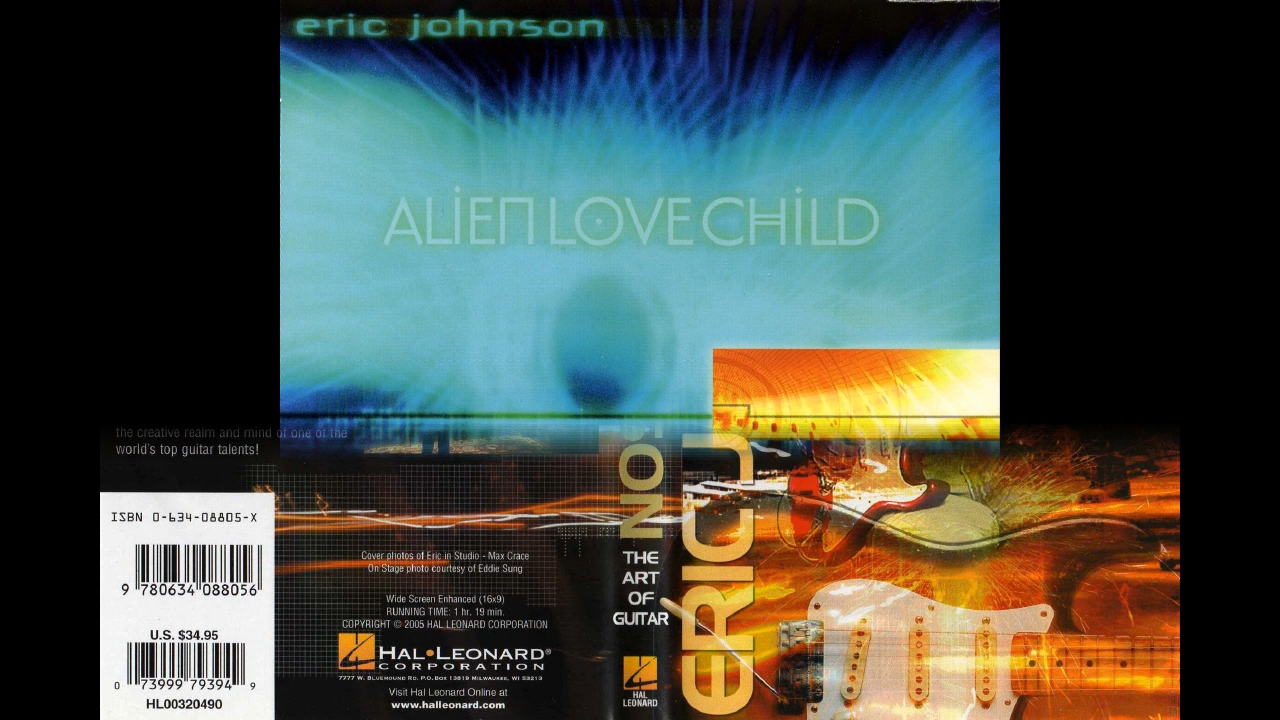 eric johnson
ALiEN LOVE CHiLD
the creative realm and mind of one of the
world's top guitar talents!
ISBN 0-634-08805-X
9 780634 088056
U.S. $34.95
0 73999 79394 9
HL00320490
Cover photos of Eric in Studio - Max Crace
On Stage photo courtesy of Eddie Sung
Wide Screen Enhanced (16x9)
RUNNING TIME: 1 hr. 19 min.
COPYRIGHT © 2005 HAL LEONARD CORPORATION
HAL•LEONARD®
CORPORATION
7777 W. BLUEMOUND RD. P.O. BOX 13819 MILWAUKEE, WI 53213
Visit Hal Leonard Online at
www.halleonard.com
THE
ART
OF
GUITAR
HAL
LEONARD
ERIC J